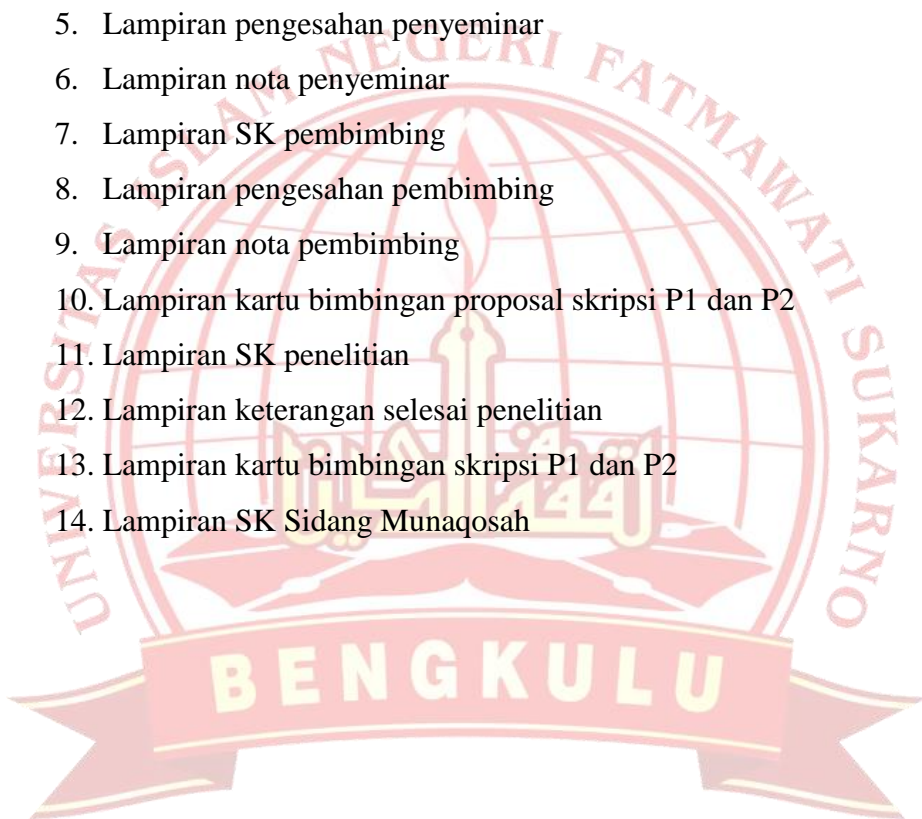 5. Lampiran pengesahan penyeminar
6. Lampiran nota penyeminar
7. Lampiran SK pembimbing
8. Lampiran pengesahan pembimbing
9. Lampiran nota pembimbing
10. Lampiran kartu bimbingan proposal skripsi P1 dan P2
11. Lampiran SK penelitian
12. Lampiran keterangan selesai penelitian
13. Lampiran kartu bimbingan skripsi P1 dan P2
14. Lampiran SK Sidang Munaqosah
UNIVERSITAS ISLAM NEGERI FATMAWATI SUKARNO
BENGKULU